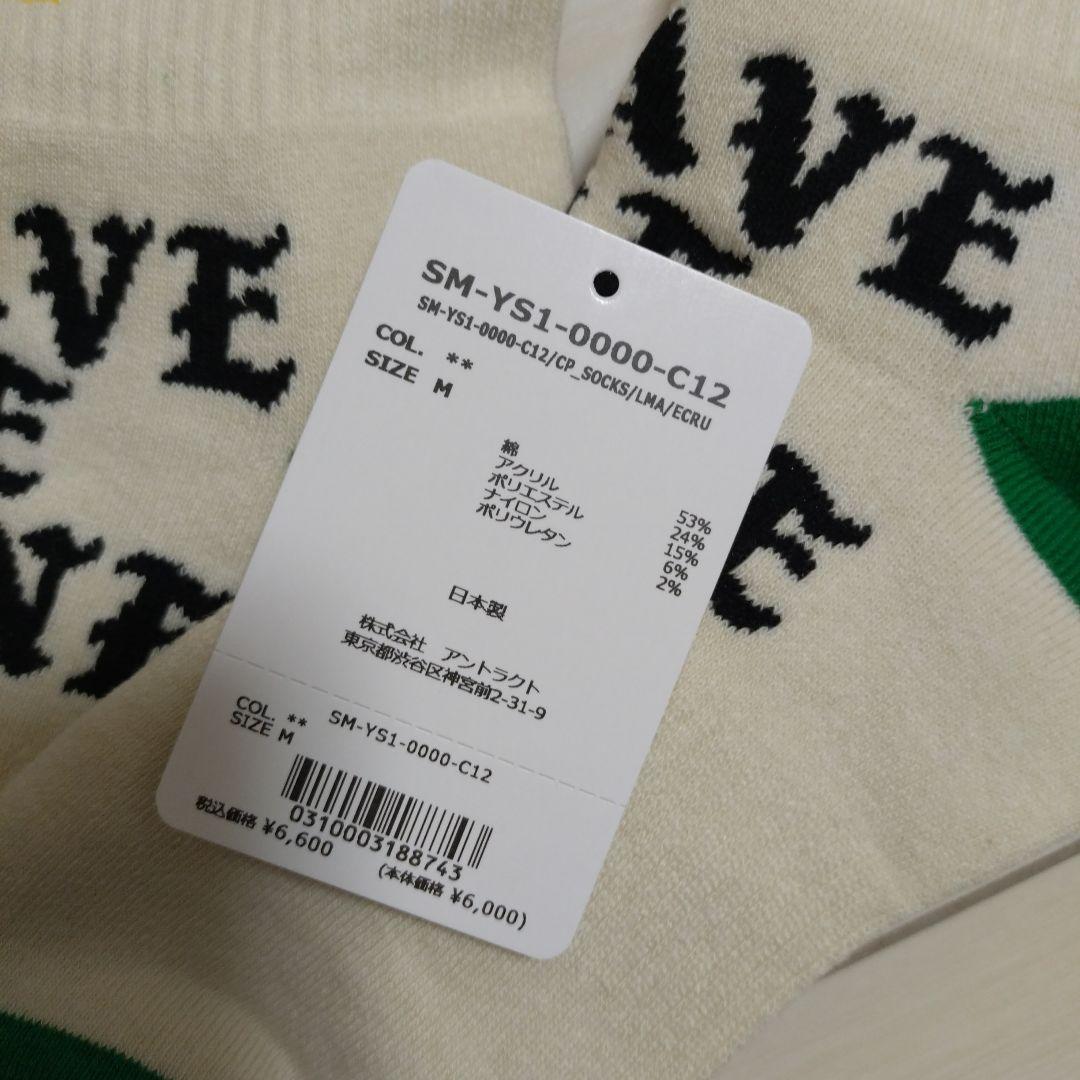 AVE
VE
SM-YS1-0000-C12
SM-YS1-0000-C12/CP_SOCKS/LMA/ECRU
COL. **
SIZE M
綿 53%
アクリル 24%
ポリエステル 15%
ナイロン 6%
ポリウレタン 2%
日本製
株式会社 アントラクト
東京都渋谷区神宮前2-31-9
COL. ** SM-YS1-0000-C12
SIZE M
0310003188743
税込価格 ¥6,600
(本体価格 ¥6,000)